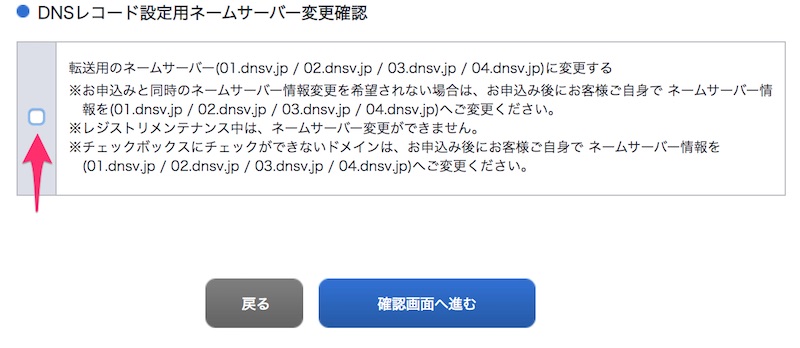 DNSレコード設定用ネームサーバー変更確認
転送用のネームサーバー(01.dnsv.jp / 02.dnsv.jp / 03.dnsv.jp / 04.dnsv.jp)に変更する
※お申込みと同時のネームサーバー情報変更を希望されない場合は、お申込み後にお客様ご自身で ネームサーバー情
報を(01.dnsv.jp / 02.dnsv.jp / 03.dnsv.jp / 04.dnsv.jp)へご変更ください。
※レジストリメンテナンス中は、ネームサーバー変更ができません。
※チェックボックスにチェックができないドメインは、お申込み後にお客様ご自身で ネームサーバー情報を
(01.dnsv.jp / 02.dnsv.jp / 03.dnsv.jp / 04.dnsv.jp)へご変更ください。
戻る
確認画面へ進む